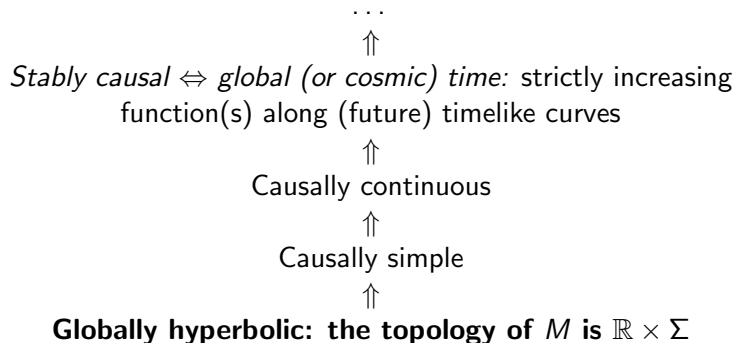 ...
⇑
Stably causal ⇔ global (or cosmic) time: strictly increasing
function(s) along (future) timelike curves
⇑
Causally continuous
⇑
Causally simple
⇑
Globally hyperbolic: the topology of M is ℝ × Σ